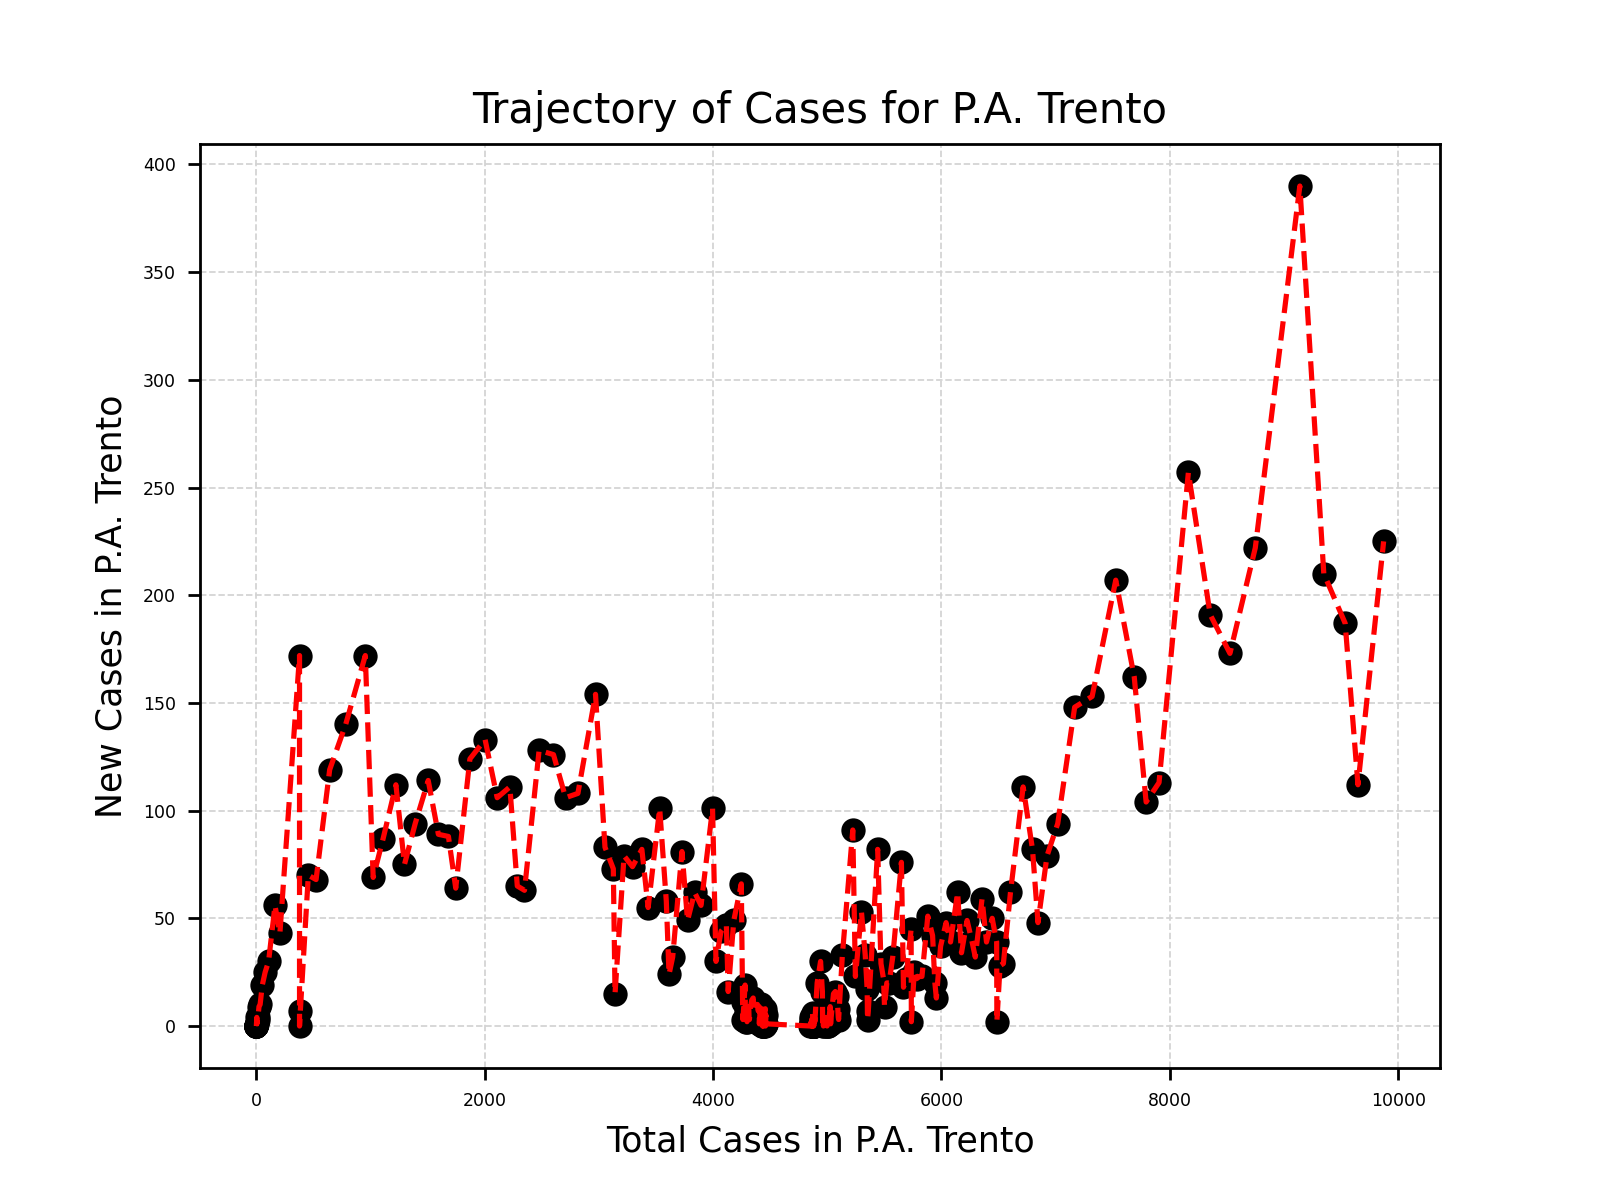 Trajectory of Cases for P.A. Trento
400
350
300
250
200
150
100
50
0
New Cases in P.A. Trento
0 2000 4000 6000 8000 10000
Total Cases in P.A. Trento